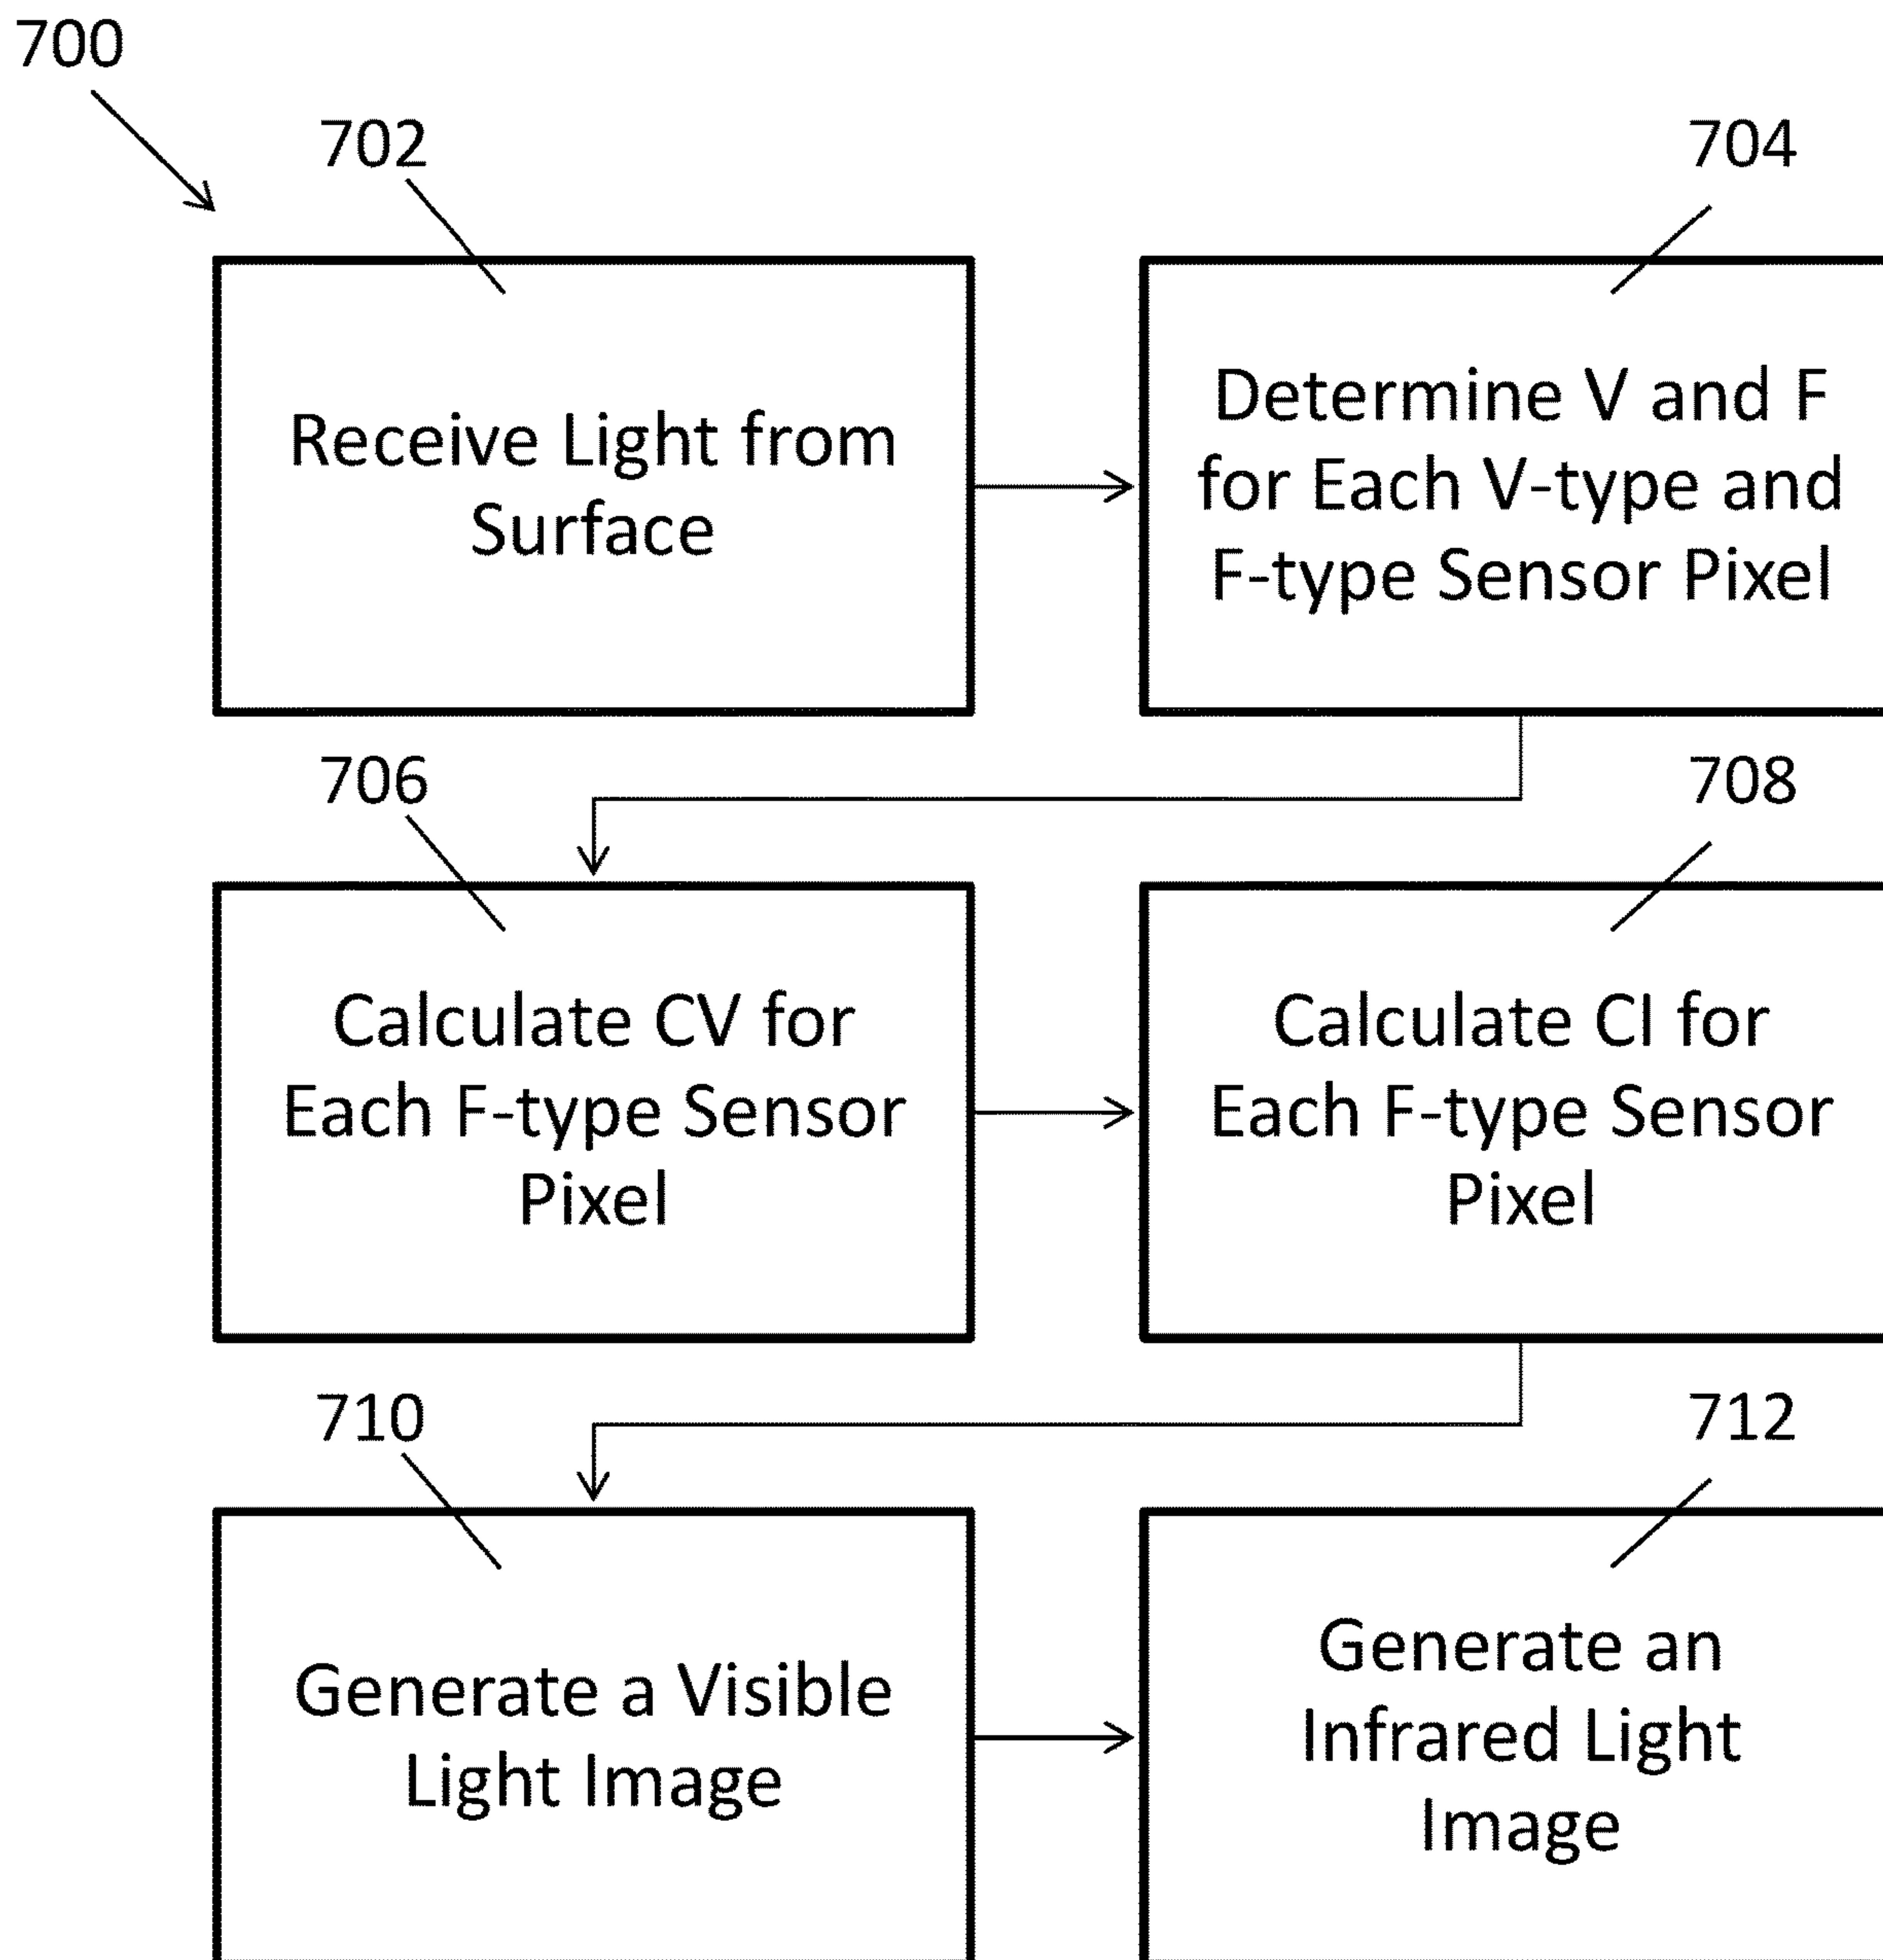 700
702
704
Receive Light from
Surface
Determine V and F
for Each V-type and
F-type Sensor Pixel
706
708
Calculate CV for
Each F-type Sensor
Pixel
Calculate CI for
Each F-type Sensor
Pixel
710
712
Generate a Visible
Light Image
Generate an
Infrared Light
Image